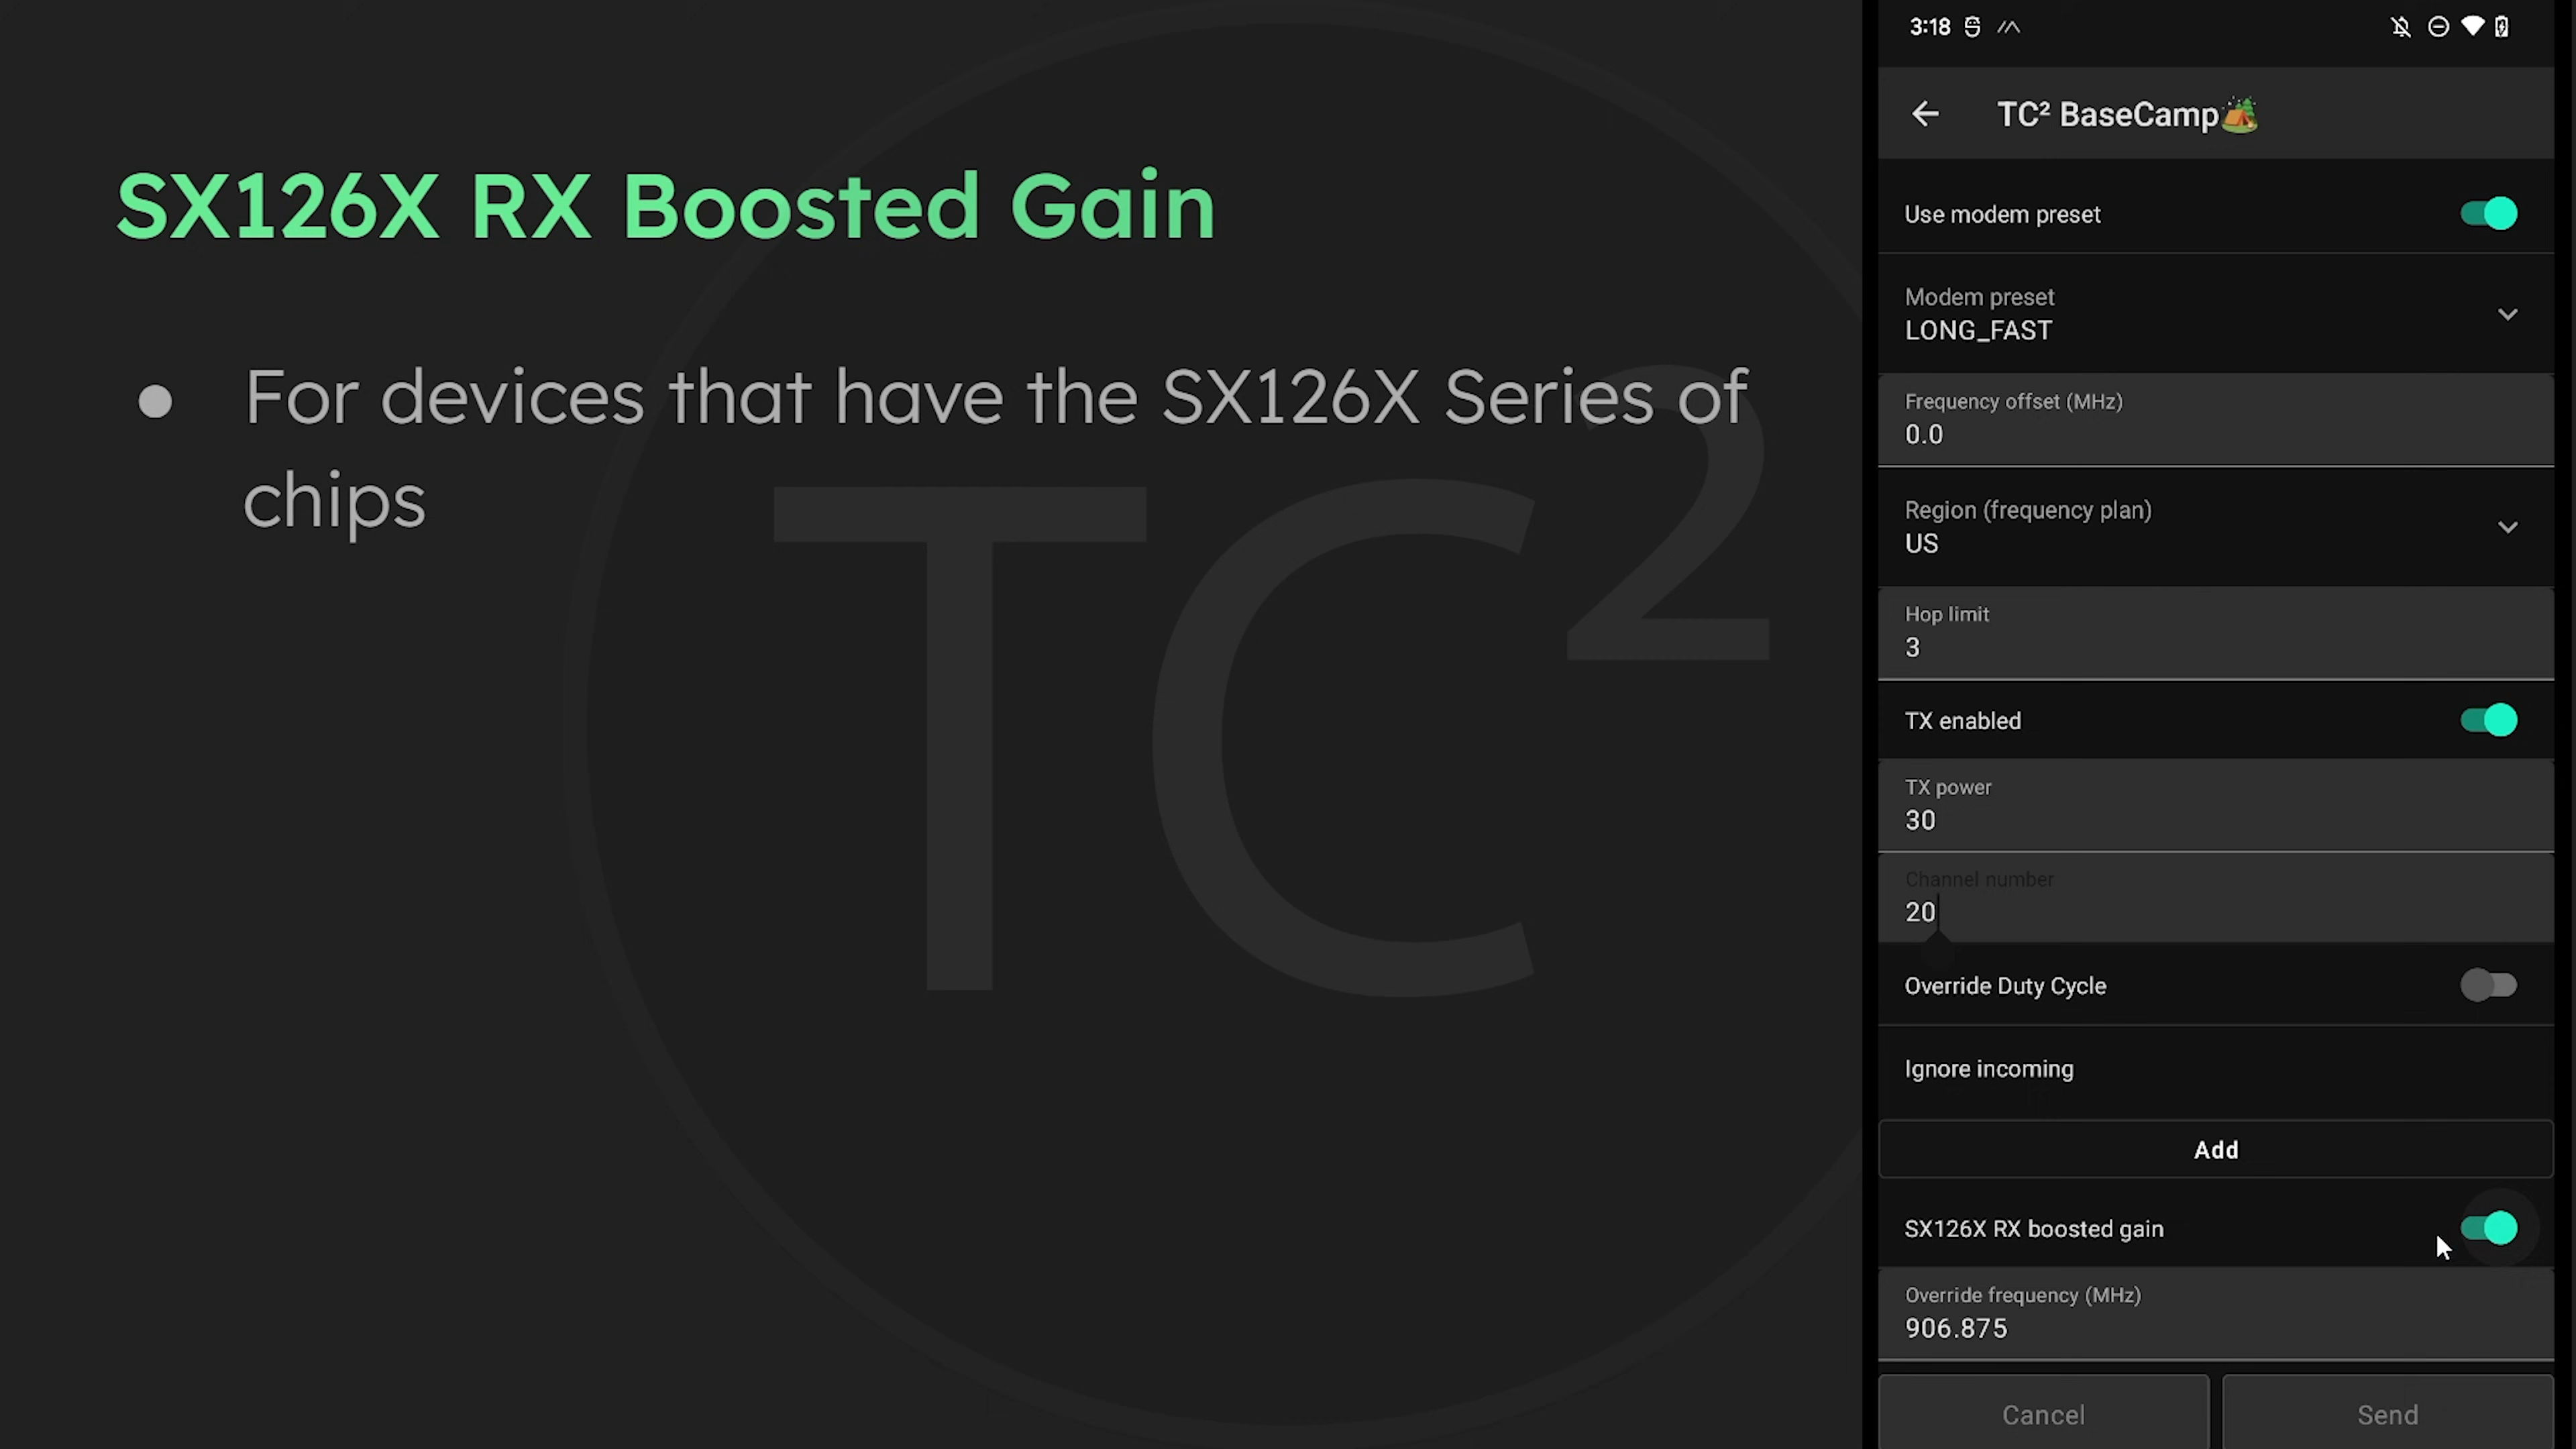 SX126X RX Boosted Gain
● For devices that have the SX126X Series of
chips
TC²
3:18
TC² BaseCamp🏕️
Use modem preset
Modem preset
LONG_FAST
Frequency offset (MHz)
0.0
Region (frequency plan)
US
Hop limit
3
TX enabled
TX power
30
Channel number
20
Override Duty Cycle
Ignore incoming
Add
SX126X RX boosted gain
Override frequency (MHz)
906.875
Cancel Send